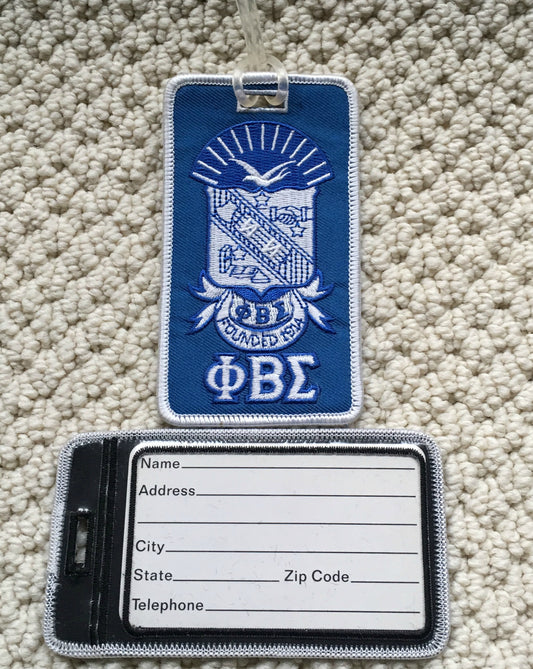 ΦΒΣ
FOUNDED 1914
ΦΒΣ
Name
Address
City
State Zip Code
Telephone